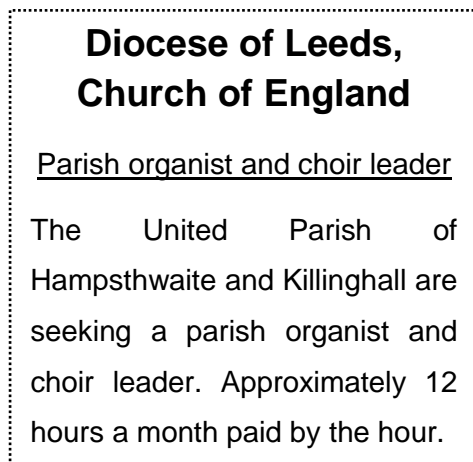 Diocese of Leeds,
Church of England
Parish organist and choir leader
The United Parish of
Hampsthwaite and Killinghall are
seeking a parish organist and
choir leader. Approximately 12
hours a month paid by the hour.